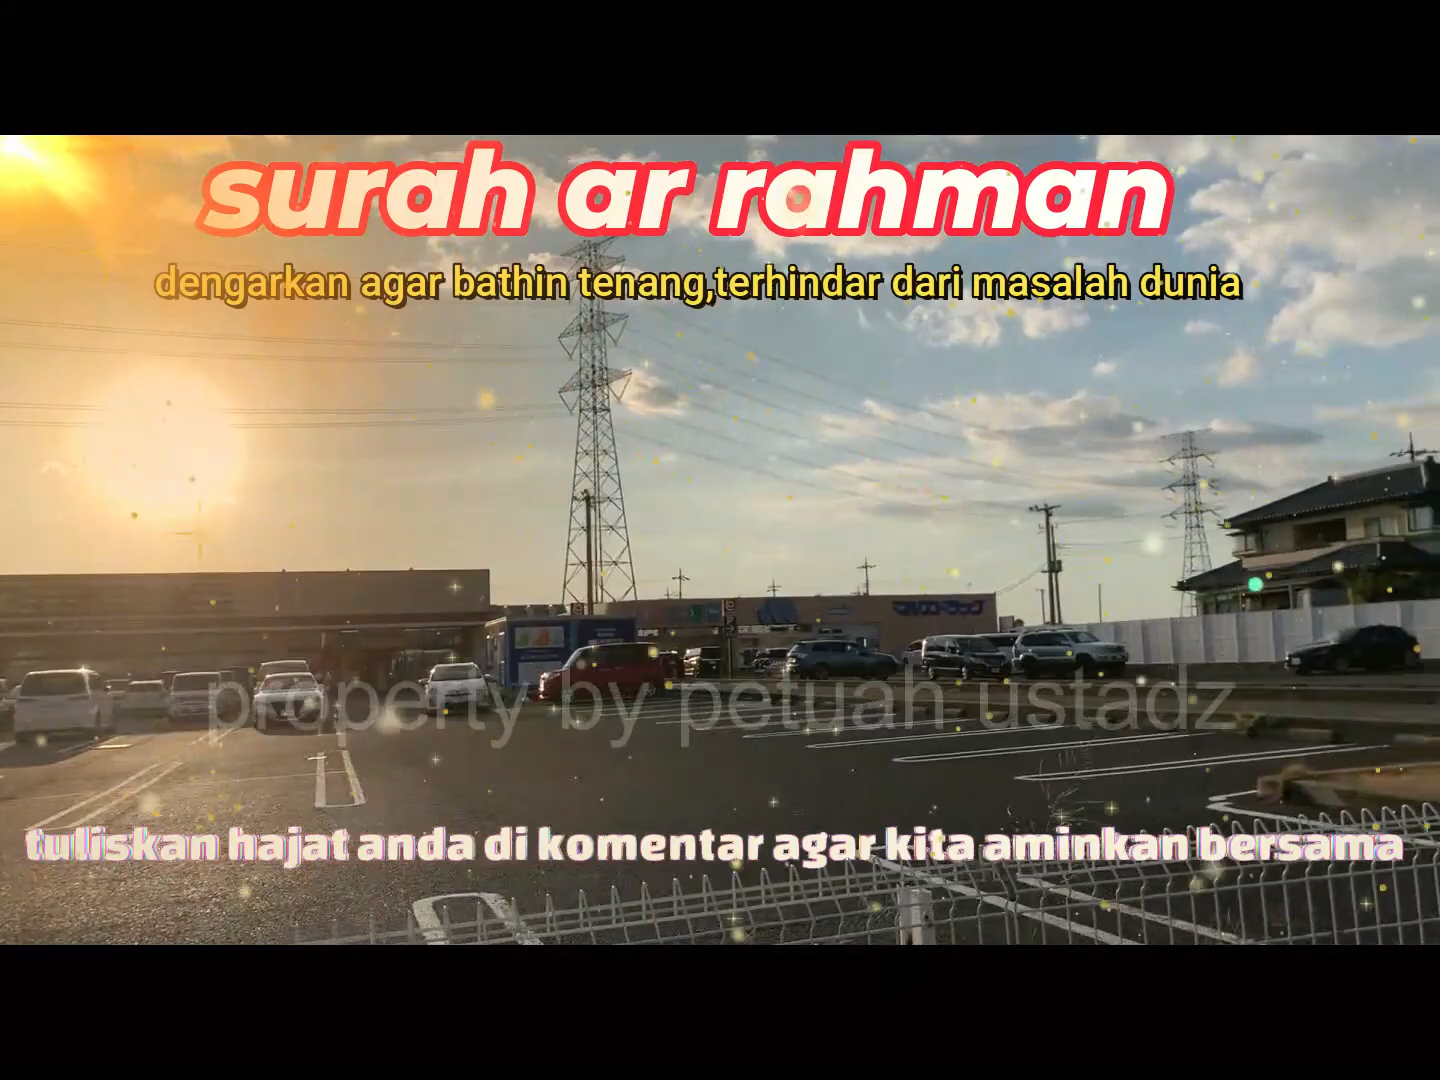 surah ar rahman
dengarkan agar bathin tenang,terhindar dari masalah dunia
property by petuah ustadz
tuliskan hajat anda di komentar agar kita aminkan bersama